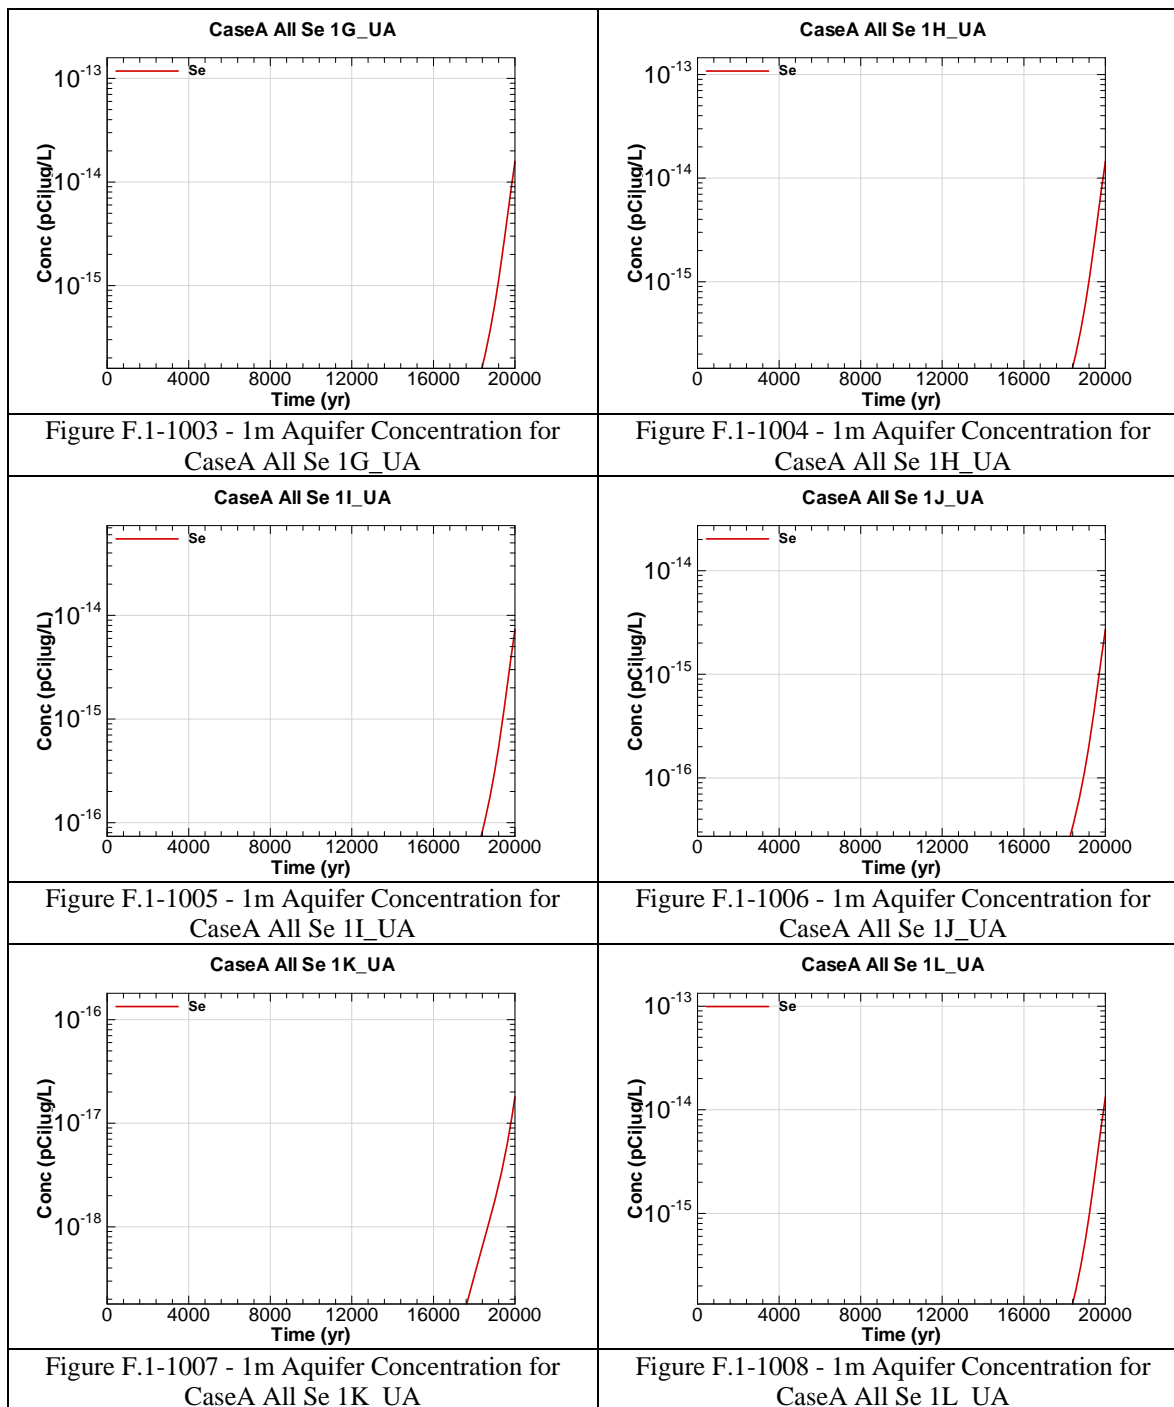 CaseA All Se 1G_UA
Se
10-13
10-14
10-15
Conc (pCi|ug/L)
0 4000 8000 12000 16000 20000
Time (yr)
Figure F.1-1003 - 1m Aquifer Concentration for
CaseA All Se 1G_UA
CaseA All Se 1H_UA
Se
10-13
10-14
10-15
Conc (pCi|ug/L)
0 4000 8000 12000 16000 20000
Time (yr)
Figure F.1-1004 - 1m Aquifer Concentration for
CaseA All Se 1H_UA
CaseA All Se 1I_UA
Se
10-14
10-15
10-16
Conc (pCi|ug/L)
0 4000 8000 12000 16000 20000
Time (yr)
Figure F.1-1005 - 1m Aquifer Concentration for
CaseA All Se 1I_UA
CaseA All Se 1J_UA
Se
10-14
10-15
10-16
Conc (pCi|ug/L)
0 4000 8000 12000 16000 20000
Time (yr)
Figure F.1-1006 - 1m Aquifer Concentration for
CaseA All Se 1J_UA
CaseA All Se 1K_UA
Se
10-16
10-17
10-18
Conc (pCi|ug/L)
0 4000 8000 12000 16000 20000
Time (yr)
Figure F.1-1007 - 1m Aquifer Concentration for
CaseA All Se 1K_UA
CaseA All Se 1L_UA
Se
10-13
10-14
10-15
Conc (pCi|ug/L)
0 4000 8000 12000 16000 20000
Time (yr)
Figure F.1-1008 - 1m Aquifer Concentration for
CaseA All Se 1L_UA